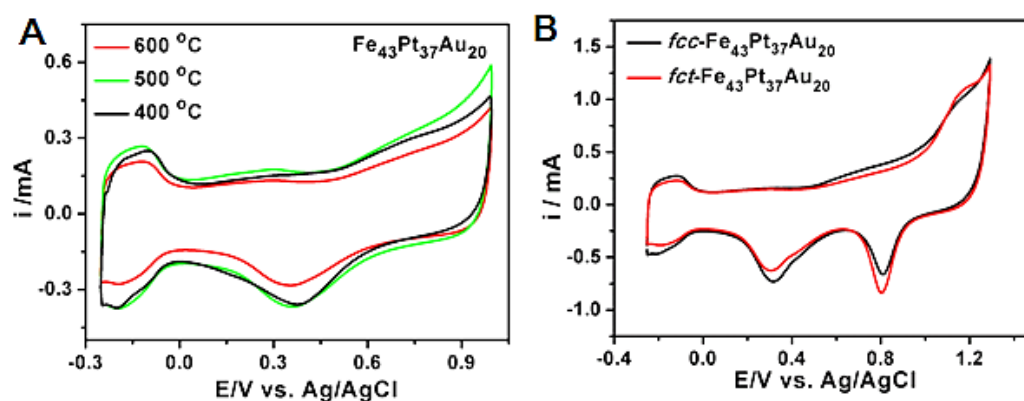 A
600 °C
500 °C
400 °C
Fe₄₃Pt₃₇Au₂₀
0.6
0.3
0.0
-0.3
i /mA
-0.3 0.0 0.3 0.6 0.9
E/V vs. Ag/AgCl
B
fcc-Fe₄₃Pt₃₇Au₂₀
fct-Fe₄₃Pt₃₇Au₂₀
1.5
1.0
0.5
0.0
-0.5
-1.0
i /mA
-0.4 0.0 0.4 0.8 1.2
E/V vs. Ag/AgCl